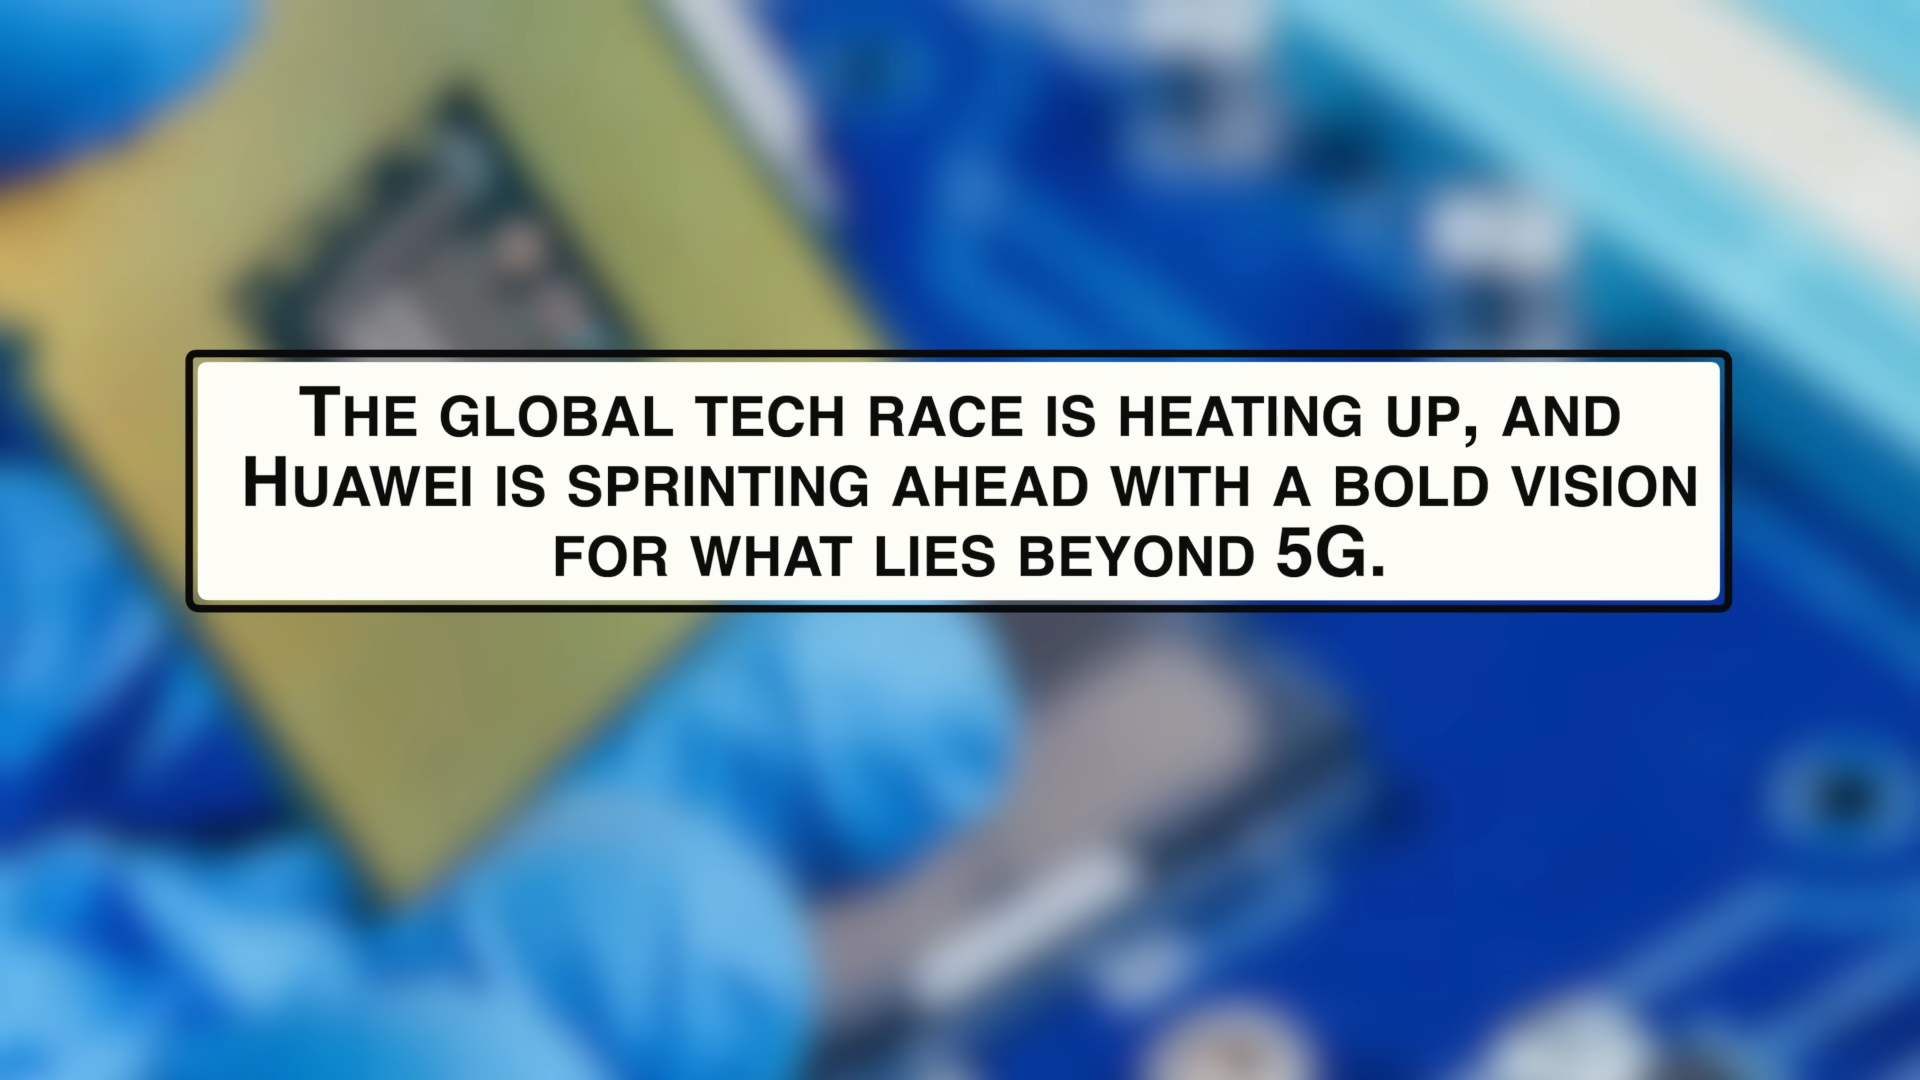 The global tech race is heating up, and
Huawei is sprinting ahead with a bold vision
for what lies beyond 5G.